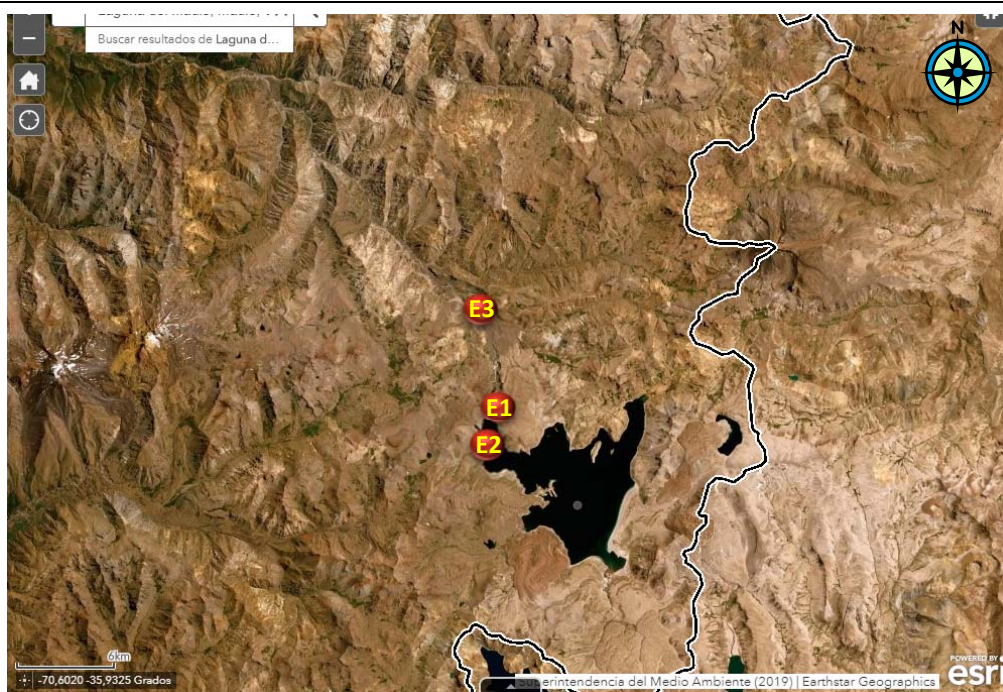 Buscar resultados de Laguna d...
N
E3
E1
E2
6km
-70,6020 -35,9325 Grados
Superintendencia del Medio Ambiente (2019) | Earthstar Geographics
POWERED BY
esri